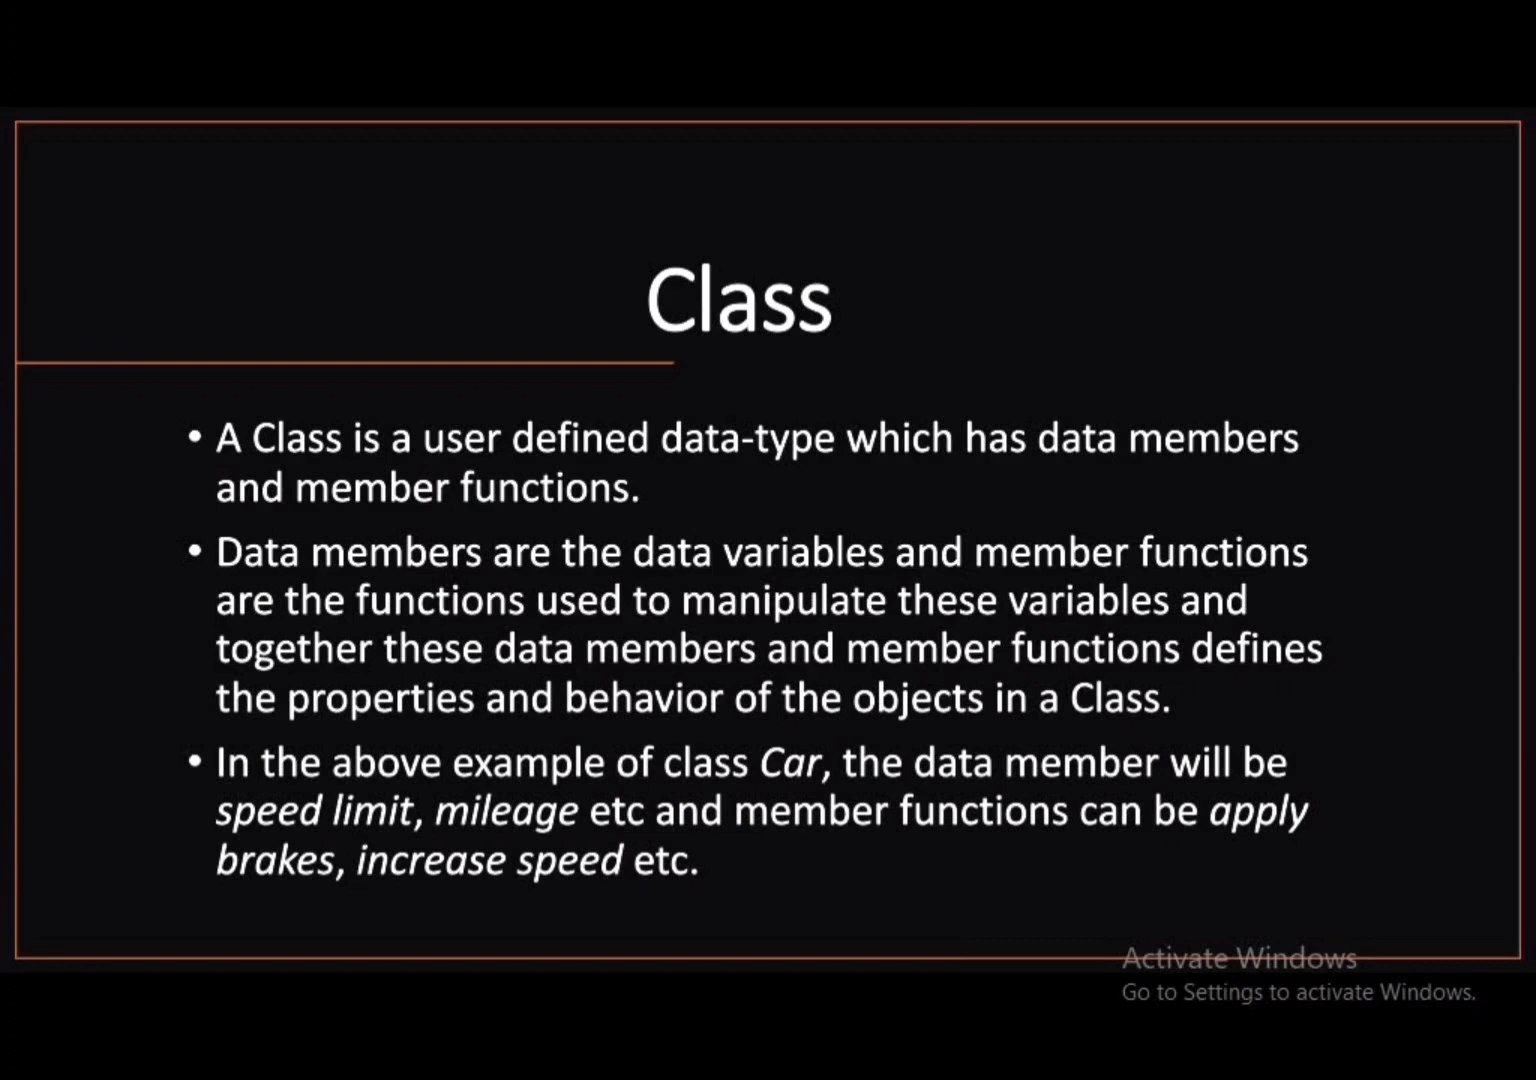 Class
• A Class is a user defined data-type which has data members
and member functions.
• Data members are the data variables and member functions
are the functions used to manipulate these variables and
together these data members and member functions defines
the properties and behavior of the objects in a Class.
• In the above example of class Car, the data member will be
speed limit, mileage etc and member functions can be apply
brakes, increase speed etc.
Activate Windows
Go to Settings to activate Windows.